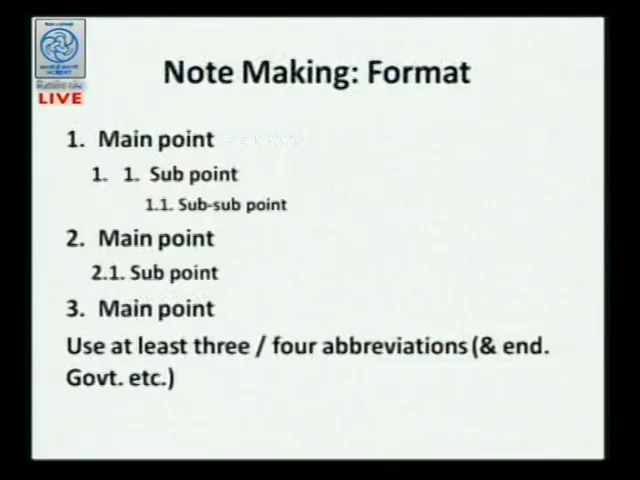 NCERT
LIVE
Note Making: Format
1. Main point
1. 1. Sub point
1.1. Sub-sub point
2. Main point
2.1. Sub point
3. Main point
Use at least three / four abbreviations (& end.
Govt. etc.)